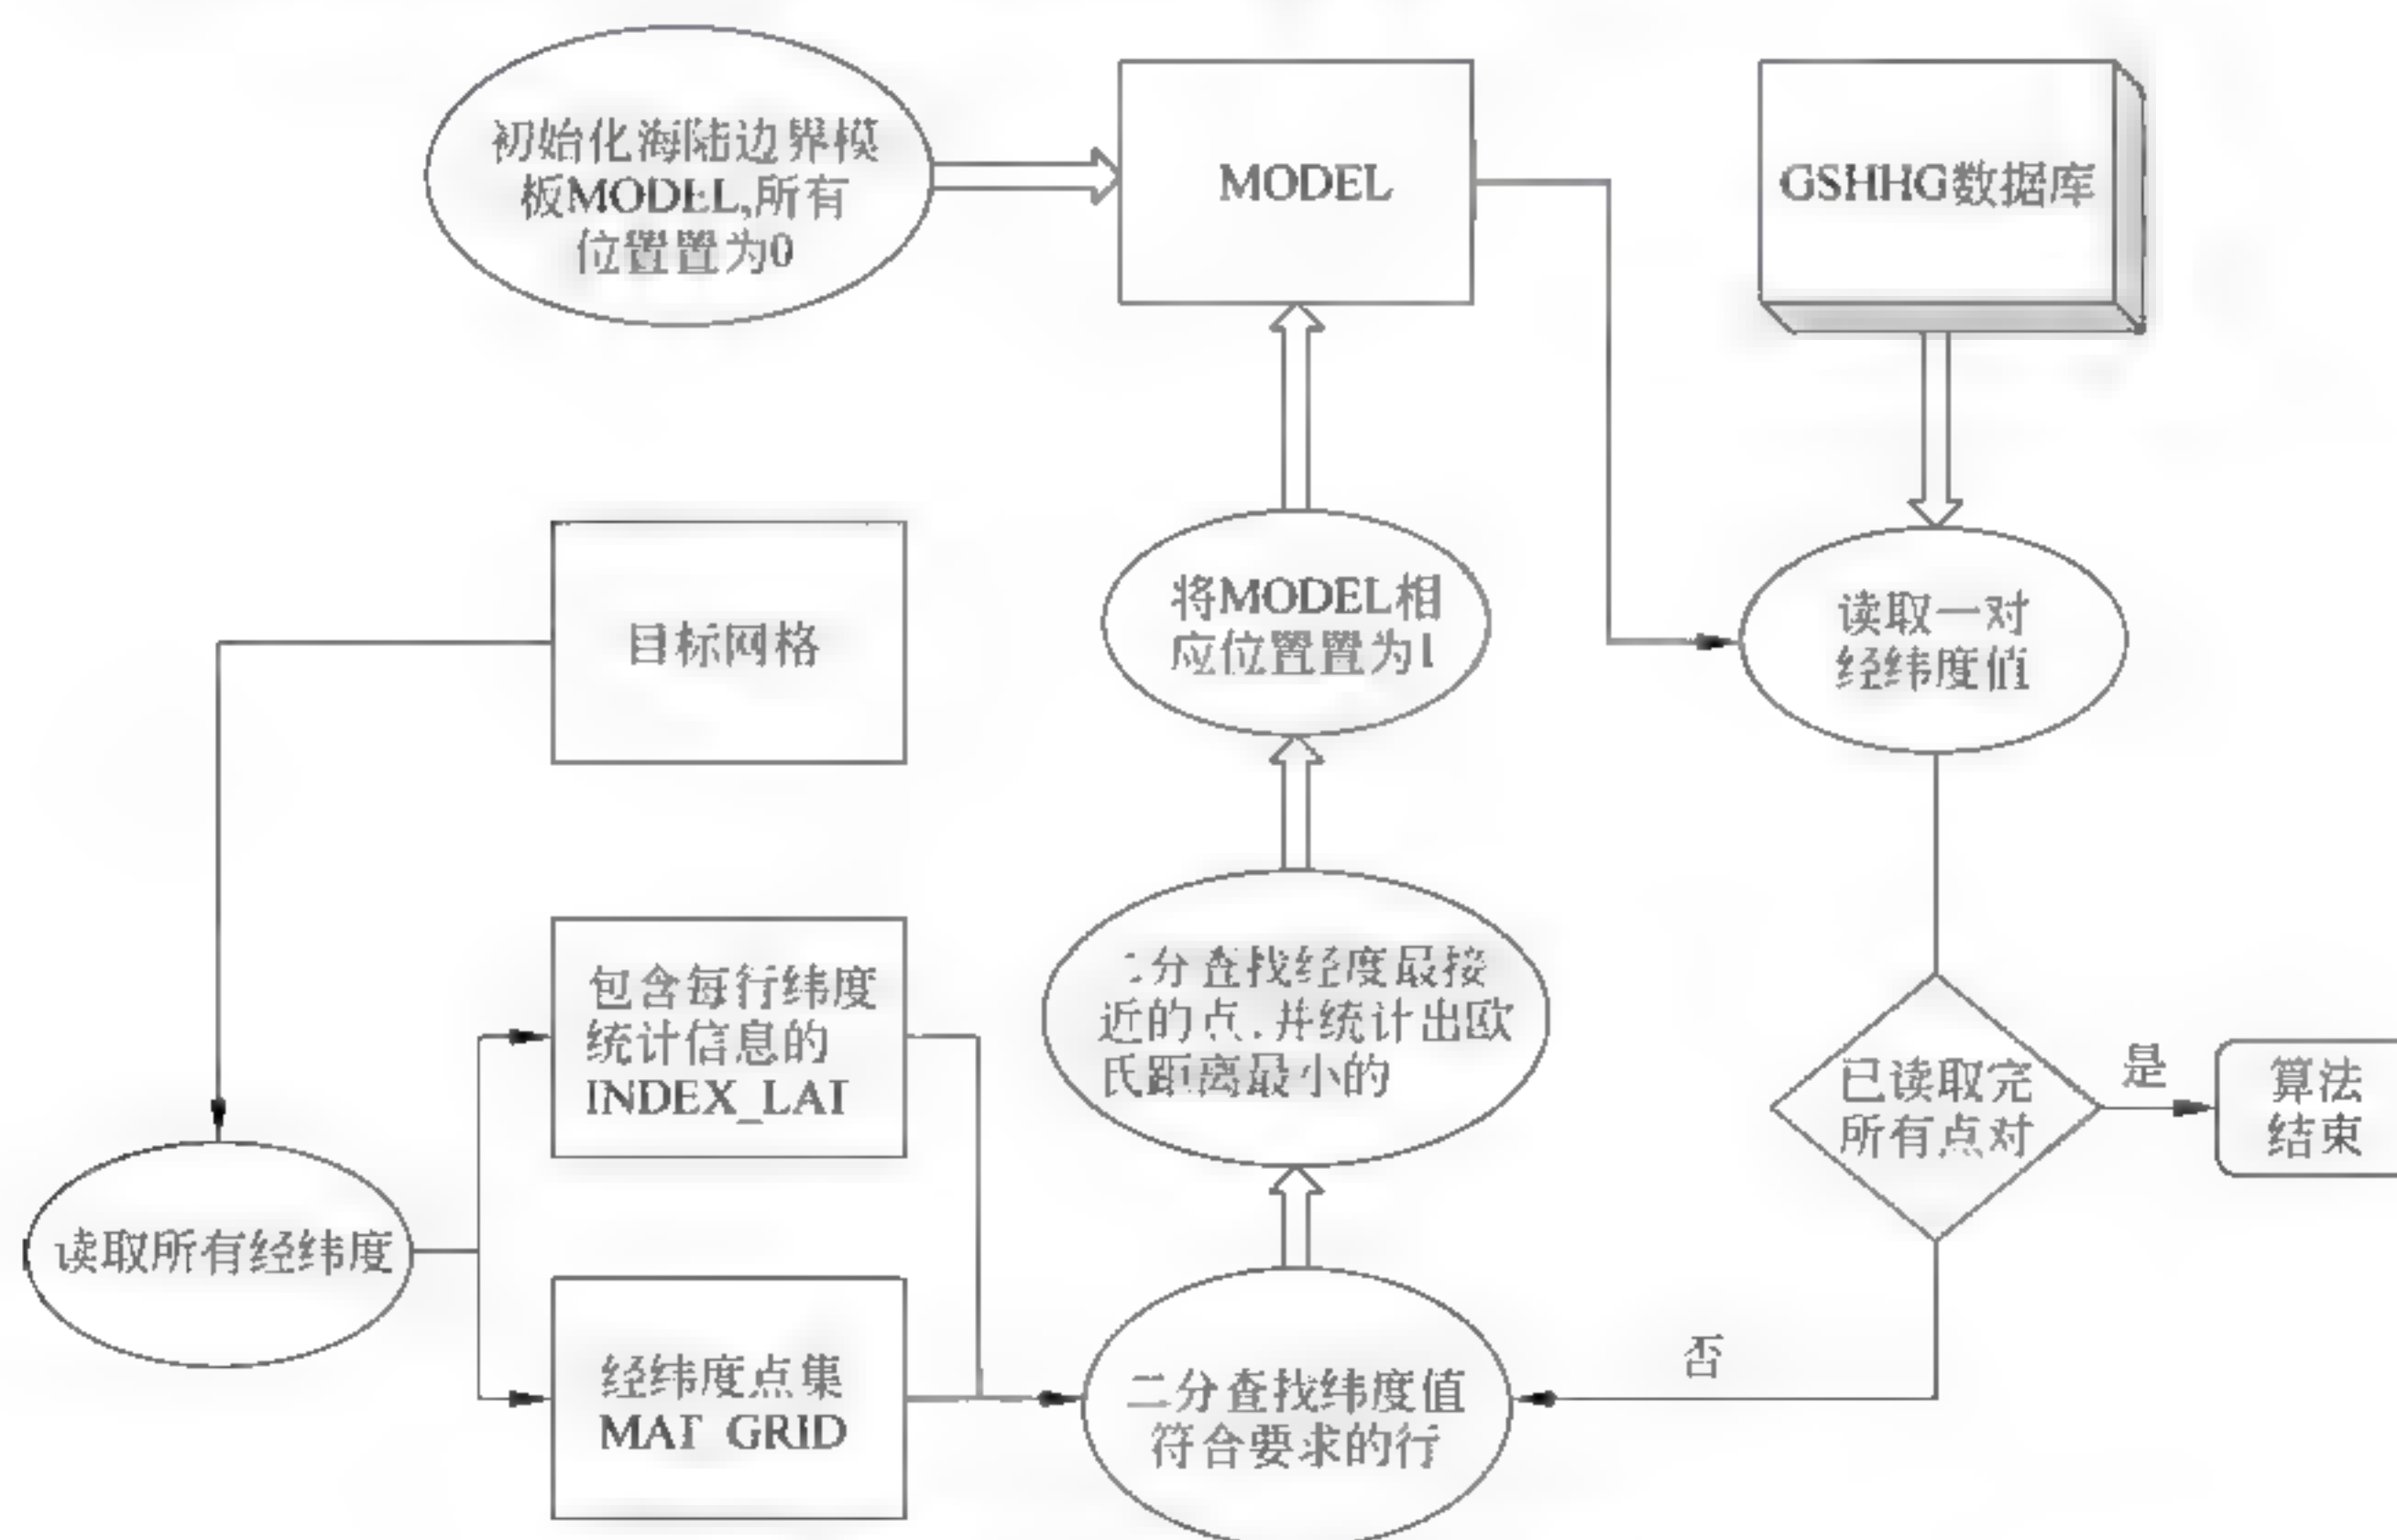 初始化海陆边界模
板MODEL,所有
位置置为0
MODEL
GSHHG数据库
目标网格
将MODEL相
应位置置为1
读取一对
经纬度值
包含每行纬度
统计信息的
INDEX_LAT
二分查找经度最接
近的点,并统计出欧
氏距离最小的
已读取完
所有点对
是
算法
结束
读取所有经纬度
经纬度点集
MAT GRID
二分查找纬度值
符合要求的行
否